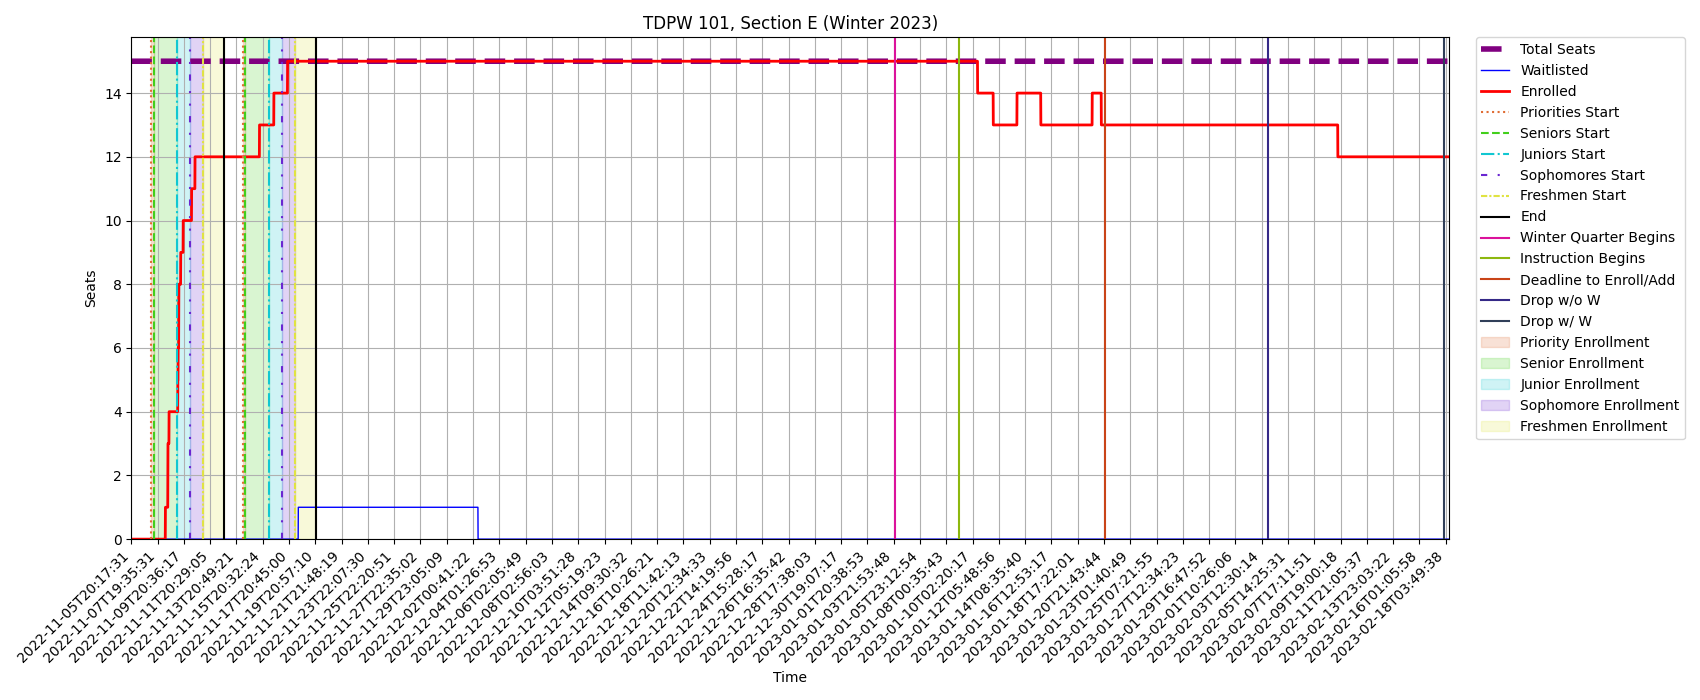 TDPW 101, Section E (Winter 2023)
Seats
14
12
10
8
6
4
2
0
2022-11-05T20:17:31
2022-11-07T19:35:31
2022-11-09T20:36:17
2022-11-11T20:29:05
2022-11-13T20:49:21
2022-11-15T20:32:24
2022-11-17T20:45:00
2022-11-19T20:57:10
2022-11-21T21:48:19
2022-11-23T22:07:30
2022-11-25T22:20:51
2022-11-27T22:35:02
2022-11-29T23:05:09
2022-12-02T00:41:22
2022-12-04T01:26:53
2022-12-06T02:05:49
2022-12-08T02:56:03
2022-12-10T03:51:28
2022-12-12T05:19:23
2022-12-14T09:30:32
2022-12-16T10:26:21
2022-12-18T11:42:13
2022-12-20T12:34:33
2022-12-22T14:19:56
2022-12-24T15:28:17
2022-12-26T16:35:42
2022-12-28T17:38:03
2022-12-30T19:07:17
2023-01-01T20:38:53
2023-01-03T21:53:48
2023-01-05T23:12:54
2023-01-08T00:35:43
2023-01-10T02:20:17
2023-01-12T05:48:56
2023-01-14T08:35:40
2023-01-16T12:53:17
2023-01-18T17:22:01
2023-01-20T21:43:44
2023-01-23T01:40:49
2023-01-25T07:21:55
2023-01-27T12:34:23
2023-01-29T16:47:52
2023-02-01T10:26:06
2023-02-03T12:30:14
2023-02-05T14:25:31
2023-02-07T17:11:51
2023-02-09T19:00:18
2023-02-11T21:05:37
2023-02-13T23:03:22
2023-02-16T01:05:58
2023-02-18T03:49:38
Time
Total Seats
Waitlisted
Enrolled
Priorities Start
Seniors Start
Juniors Start
Sophomores Start
Freshmen Start
End
Winter Quarter Begins
Instruction Begins
Deadline to Enroll/Add
Drop w/o W
Drop w/ W
Priority Enrollment
Senior Enrollment
Junior Enrollment
Sophomore Enrollment
Freshmen Enrollment